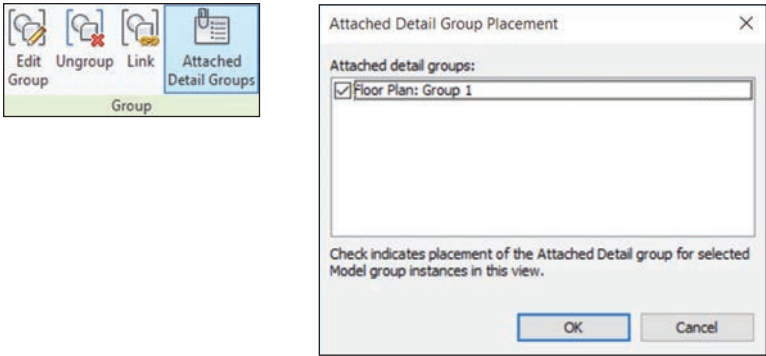 Edit Ungroup Link Attached
Group Detail Groups
Group
Attached Detail Group Placement
Attached detail groups:
Floor Plan: Group 1
Check indicates placement of the Attached Detail group for selected
Model group instances in this view.
OK Cancel